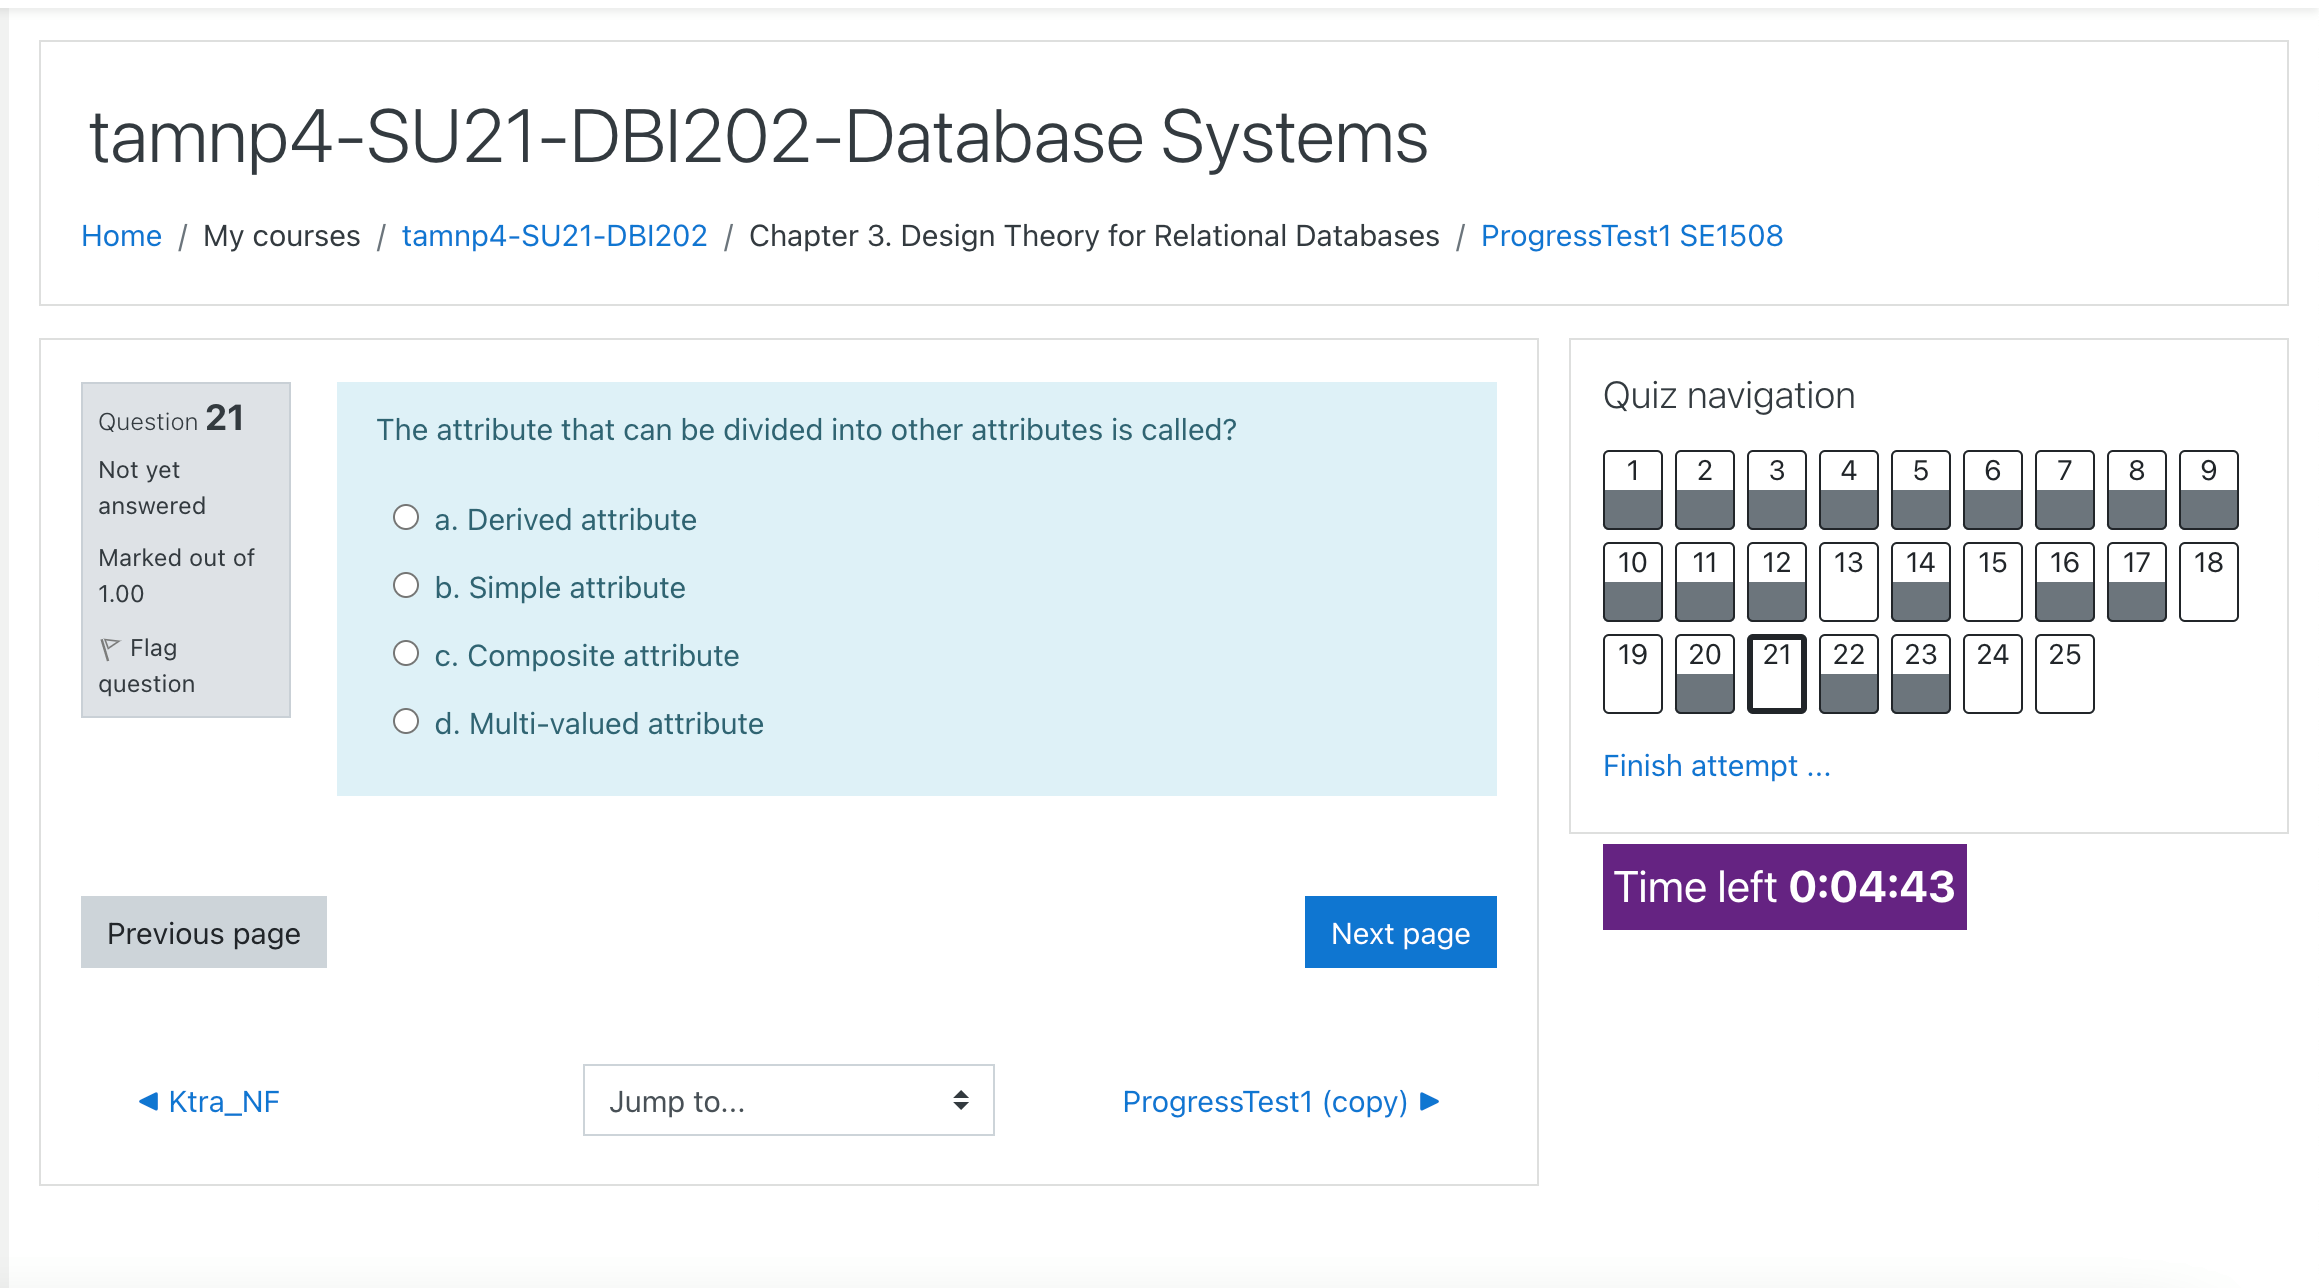 tamnp4-SU21-DBI202-Database Systems
Home / My courses / tamnp4-SU21-DBI202 / Chapter 3. Design Theory for Relational Databases / ProgressTest1 SE1508
Question 21
Not yet
answered
Marked out of
1.00
Flag
question
The attribute that can be divided into other attributes is called?
a. Derived attribute
b. Simple attribute
c. Composite attribute
d. Multi-valued attribute
Previous page
Next page
◄ Ktra_NF
Jump to...
ProgressTest1 (copy) ►
Quiz navigation
1 2 3 4 5 6 7 8 9
10 11 12 13 14 15 16 17 18
19 20 21 22 23 24 25
Finish attempt ...
Time left 0:04:43